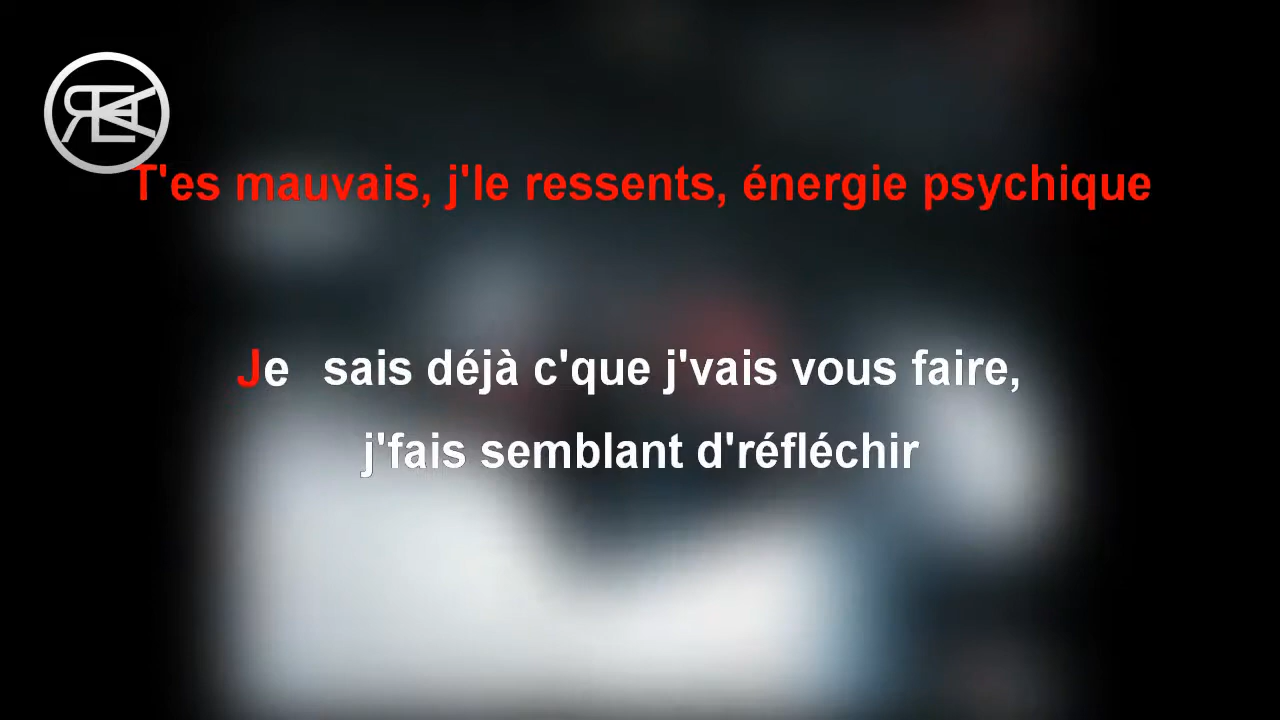 T'es mauvais, j'le ressents, énergie psychique
Je sais déjà c'que j'vais vous faire,
j'fais semblant d'réfléchir